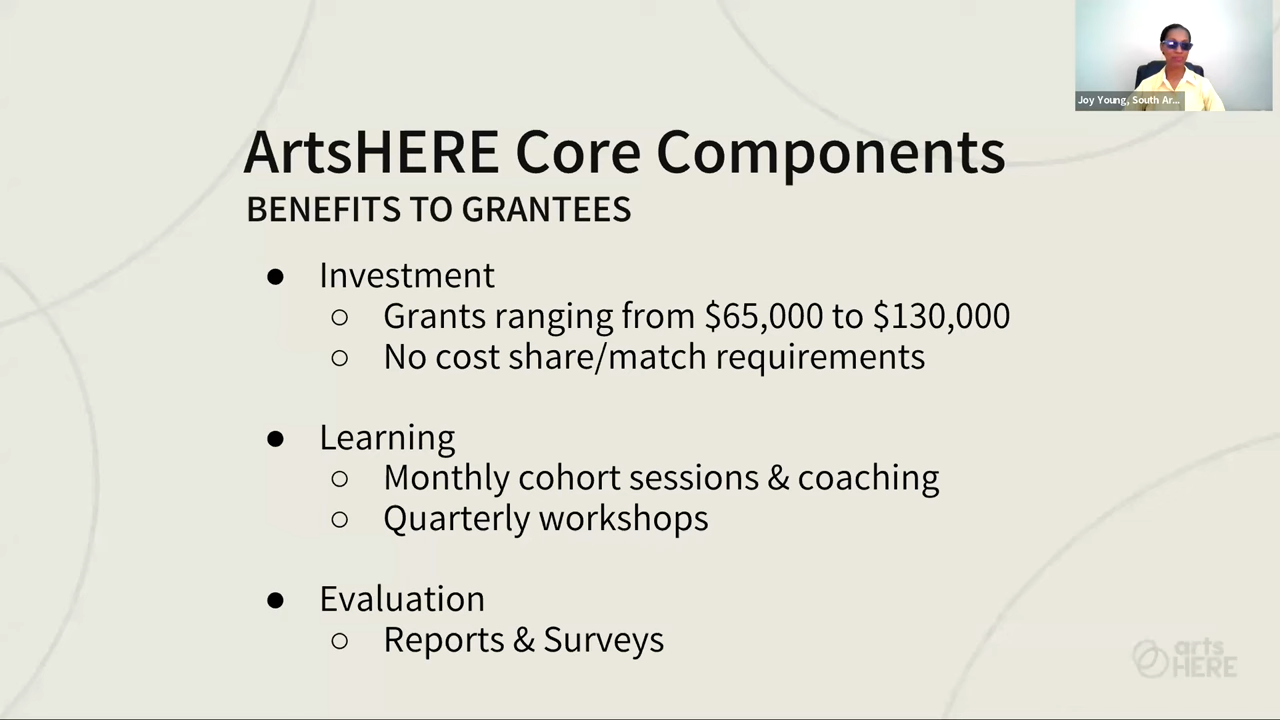 Joy Young, South Ar...
ArtsHERE Core Components
BENEFITS TO GRANTEES
● Investment
○ Grants ranging from $65,000 to $130,000
○ No cost share/match requirements
● Learning
○ Monthly cohort sessions & coaching
○ Quarterly workshops
● Evaluation
○ Reports & Surveys
arts
HERE